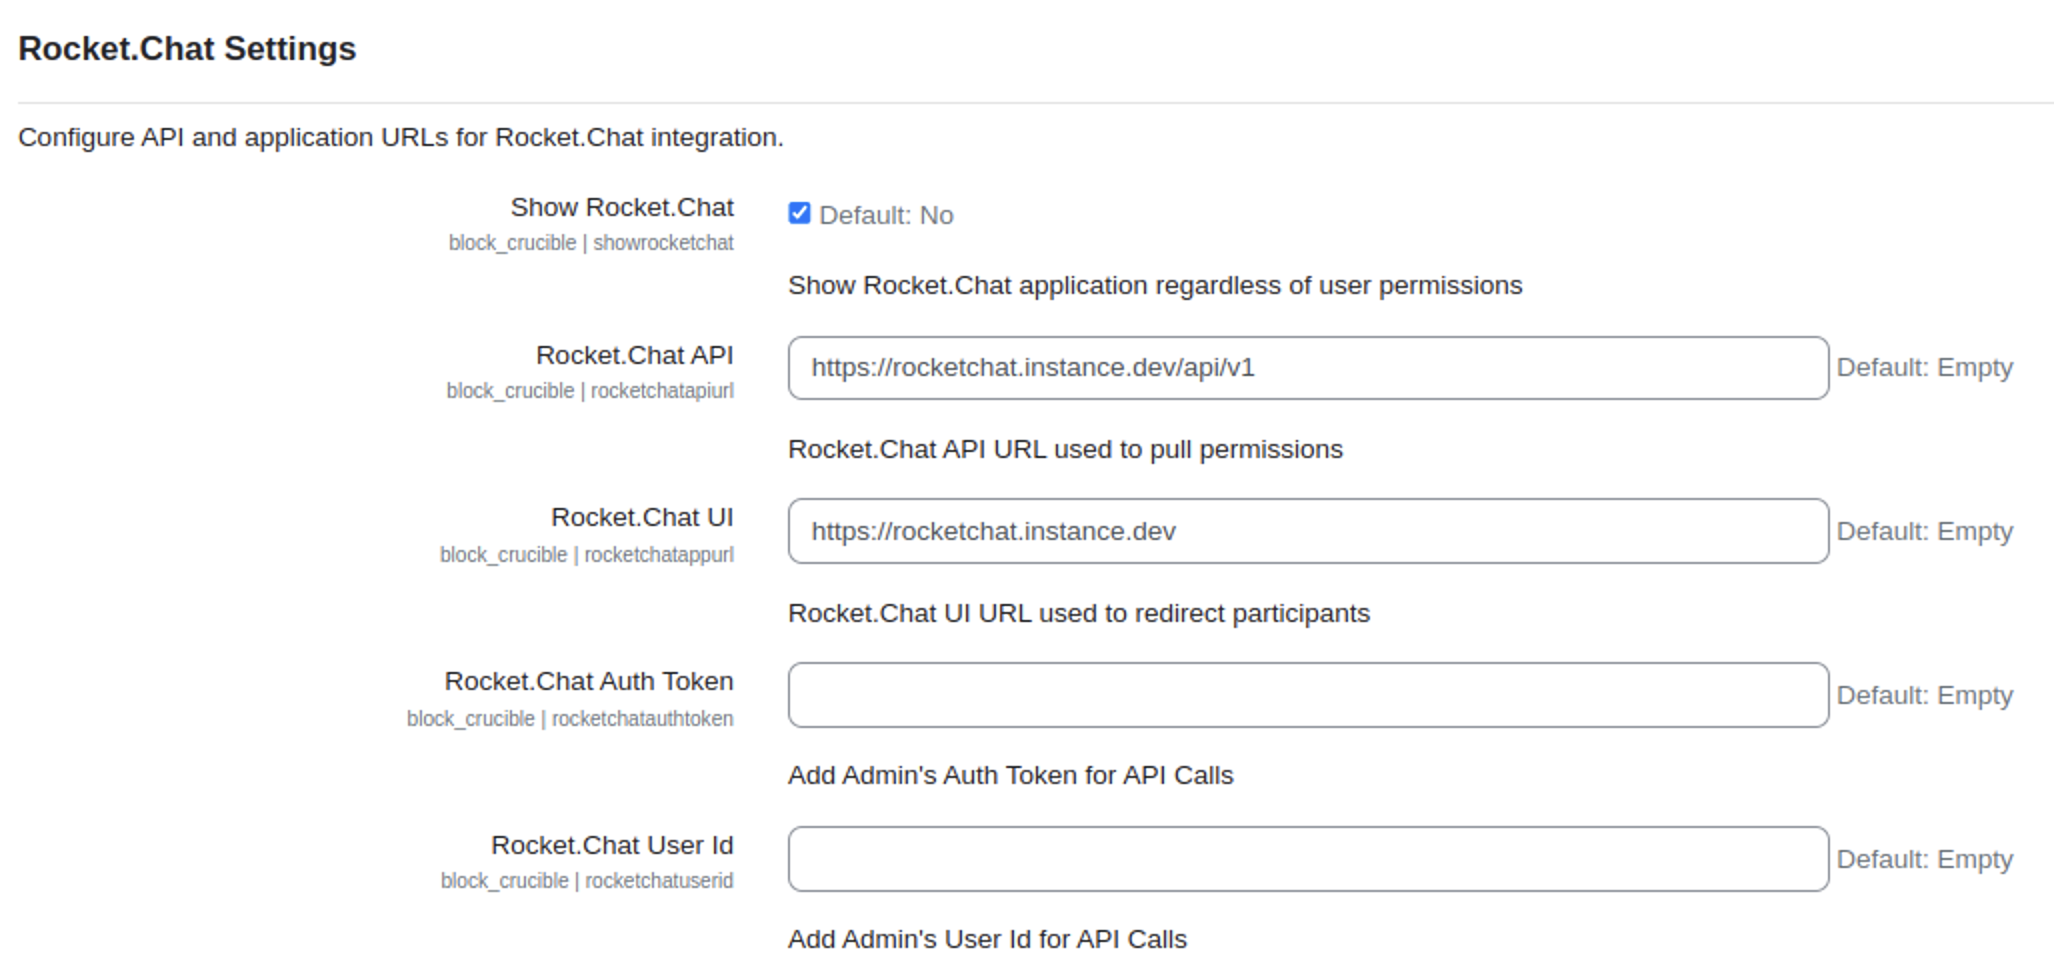 Rocket.Chat Settings
Configure API and application URLs for Rocket.Chat integration.
Show Rocket.Chat
block_crucible | showrocketchat
Default: No
Show Rocket.Chat application regardless of user permissions
Rocket.Chat API
block_crucible | rocketchatapiurl
https://rocketchat.instance.dev/api/v1
Default: Empty
Rocket.Chat API URL used to pull permissions
Rocket.Chat UI
block_crucible | rocketchatappurl
https://rocketchat.instance.dev
Default: Empty
Rocket.Chat UI URL used to redirect participants
Rocket.Chat Auth Token
block_crucible | rocketchatauthtoken
Default: Empty
Add Admin's Auth Token for API Calls
Rocket.Chat User Id
block_crucible | rocketchatuserid
Default: Empty
Add Admin's User Id for API Calls